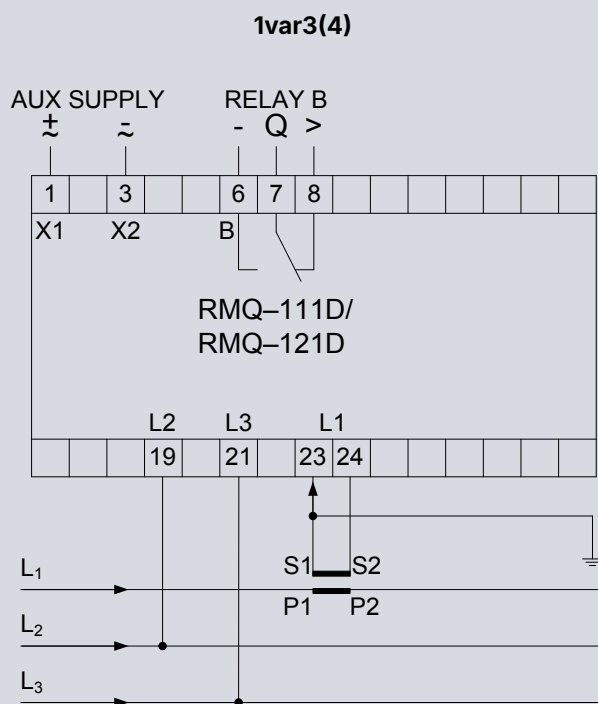 1var3(4)
AUX SUPPLY RELAY B
± ~ - ~ - Q >
1 3 6 7 8
X1 X2 B
RMQ–111D/
RMQ–121D
L2 L3 L1
19 21 23 24
S1 S2
L₁
P1 P2
L₂
L₃